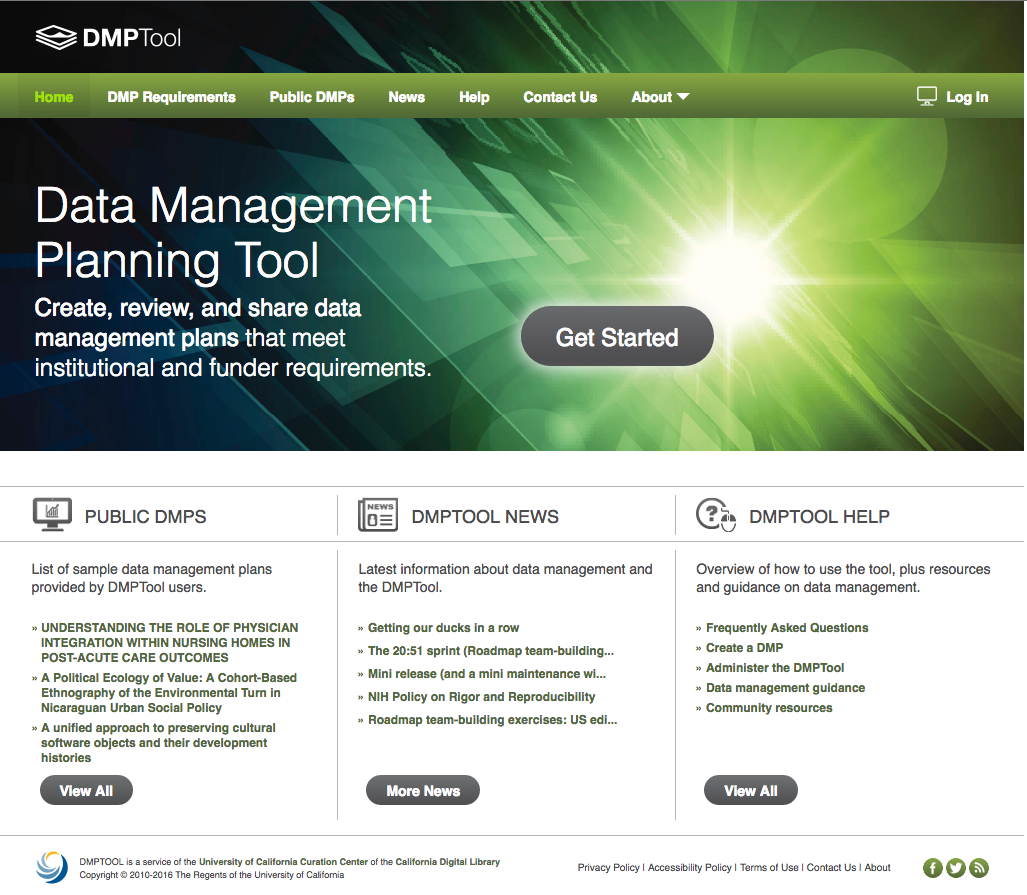 DMPTool
Home DMP Requirements Public DMPs News Help Contact Us About Log In
Data Management
Planning Tool
Create, review, and share data
management plans that meet
institutional and funder requirements.
Get Started
PUBLIC DMPS
List of sample data management plans
provided by DMPTool users.
» UNDERSTANDING THE ROLE OF PHYSICIAN
INTEGRATION WITHIN NURSING HOMES IN
POST-ACUTE CARE OUTCOMES
» A Political Ecology of Value: A Cohort-Based
Ethnography of the Environmental Turn in
Nicaraguan Urban Social Policy
» A unified approach to preserving cultural
software objects and their development
histories
View All
NEWS
DMPTOOL NEWS
Latest information about data management and
the DMPTool.
» Getting our ducks in a row
» The 20:51 sprint (Roadmap team-building...
» Mini release (and a mini maintenance wi...
» NIH Policy on Rigor and Reproducibility
» Roadmap team-building exercises: US edi...
More News
?
DMPTOOL HELP
Overview of how to use the tool, plus resources
and guidance on data management.
» Frequently Asked Questions
» Create a DMP
» Administer the DMPTool
» Data management guidance
» Community resources
View All
DMPTOOL is a service of the University of California Curation Center of the California Digital Library
Copyright © 2010-2016 The Regents of the University of California
Privacy Policy | Accessibility Policy | Terms of Use | Contact Us | About